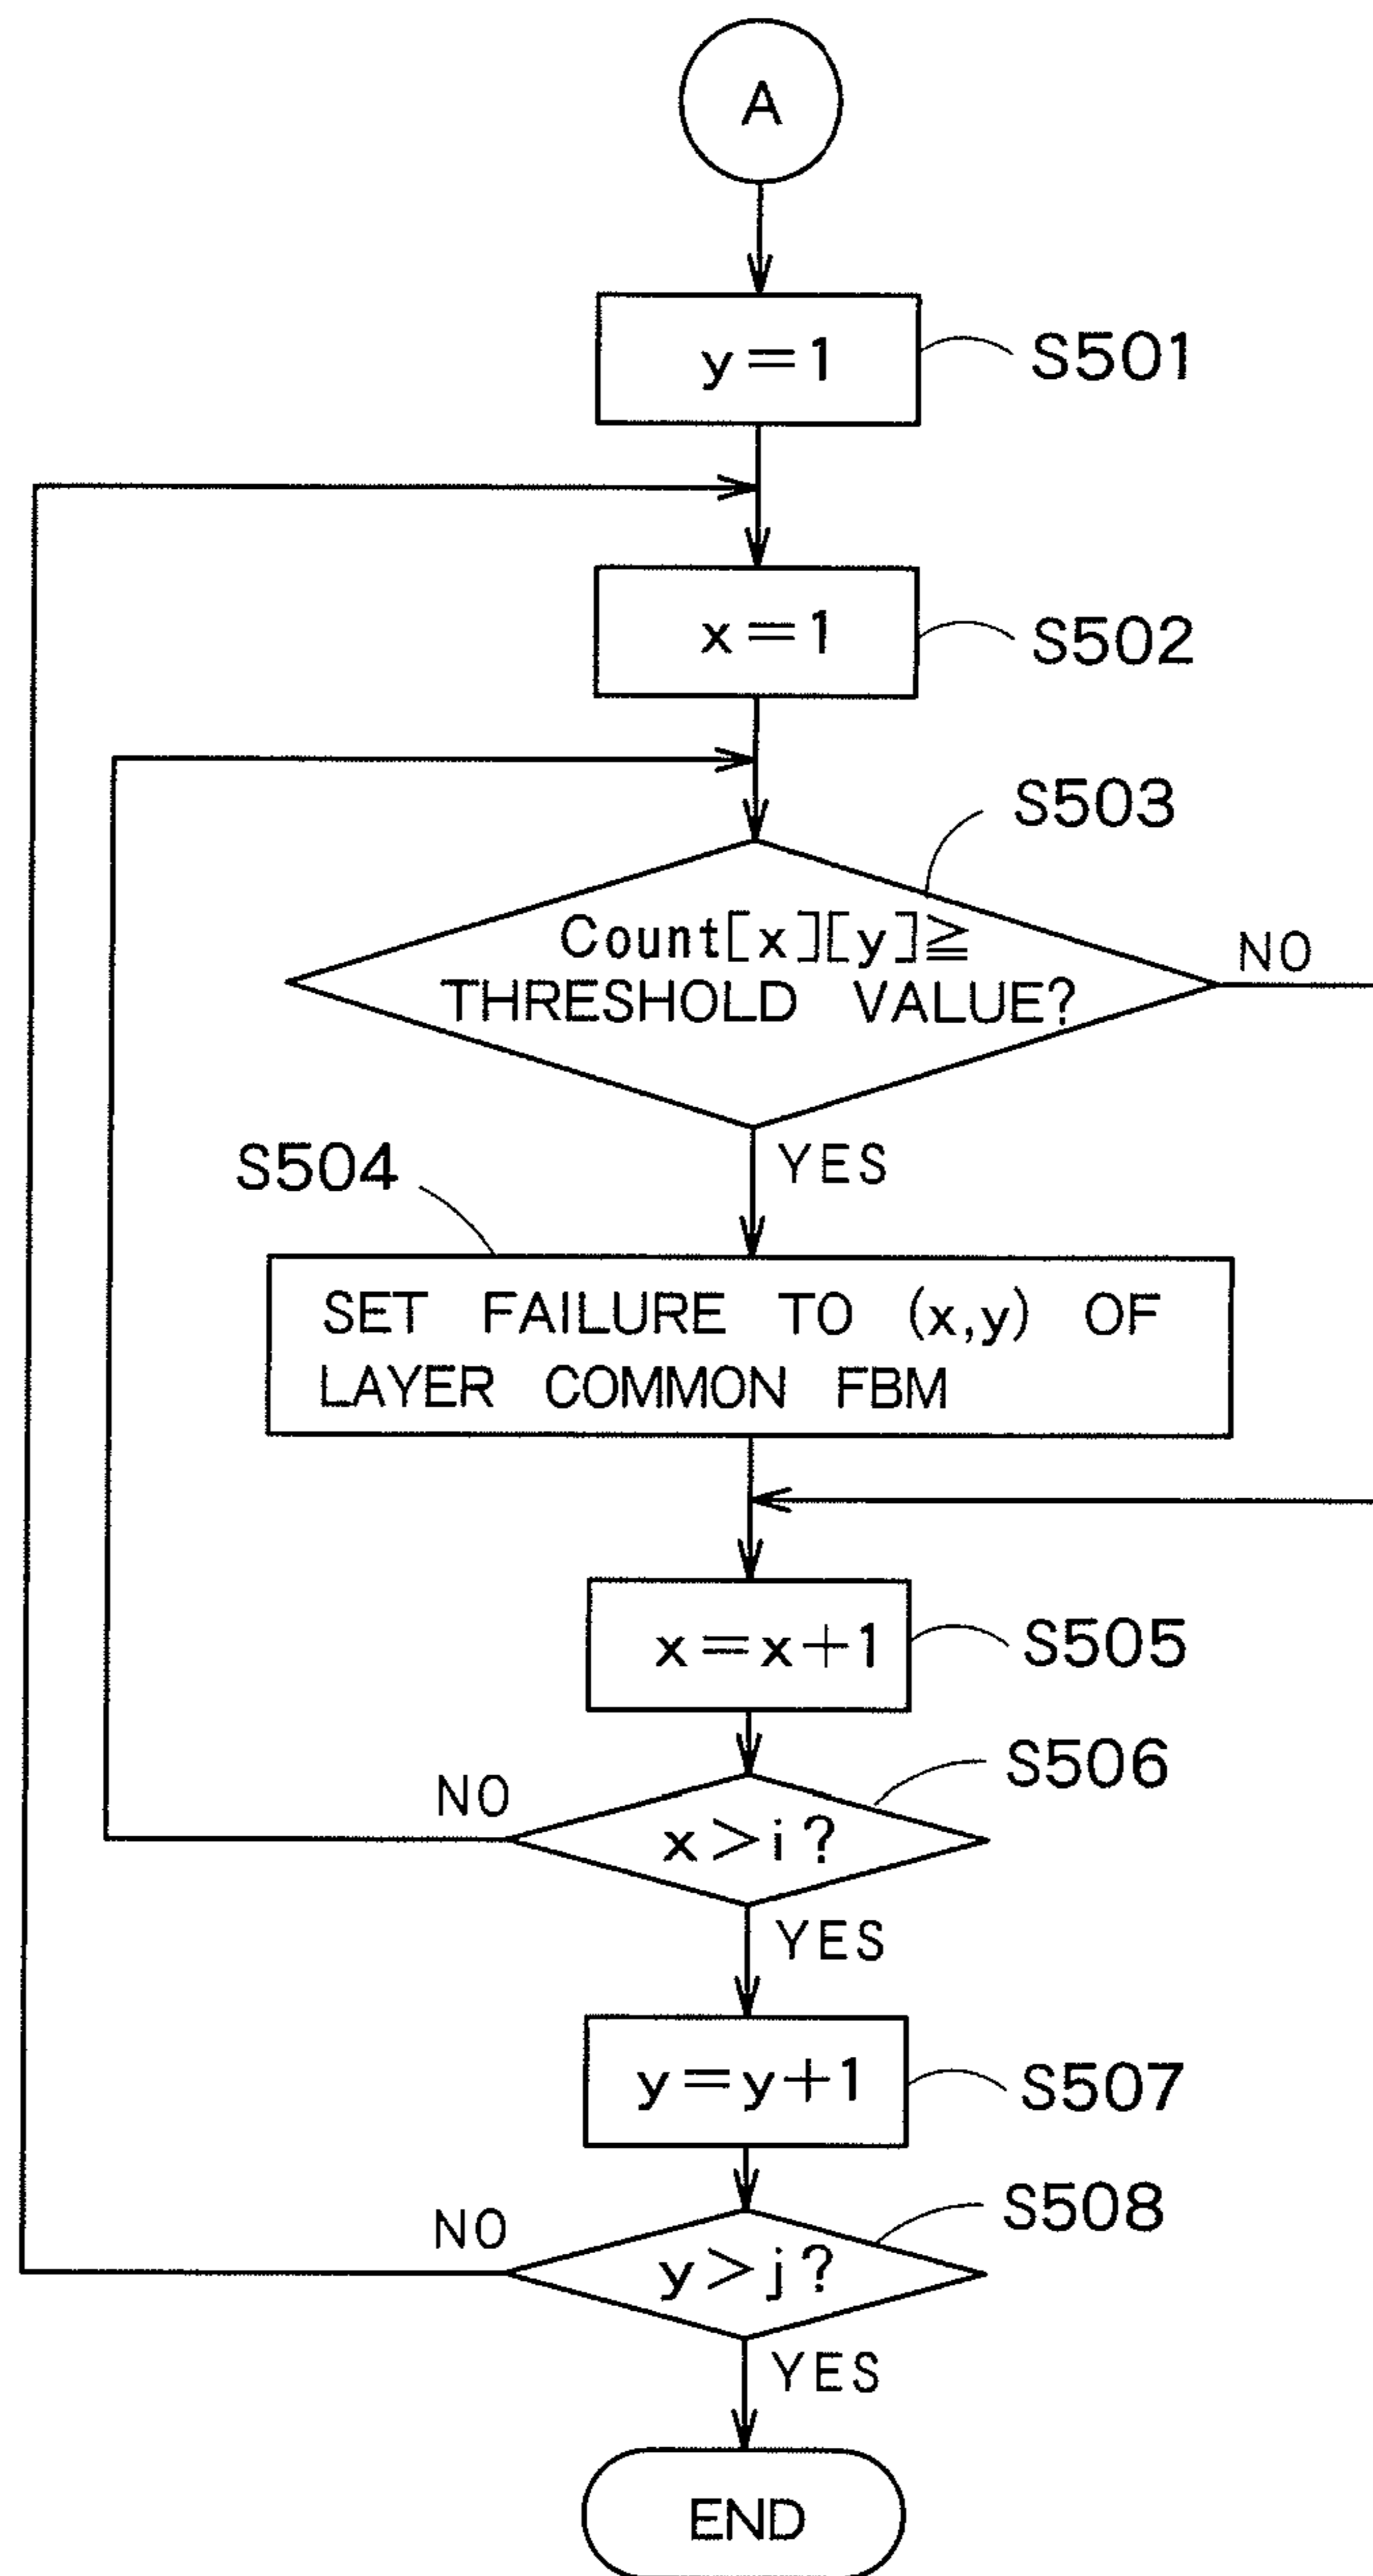 A
y=1
S501
x=1
S502
S503
Count[x][y]≧
THRESHOLD VALUE?
NO
YES
S504
SET FAILURE TO (x,y) OF
LAYER COMMON FBM
x=x+1
S505
S506
NO
x>i?
YES
y=y+1
S507
S508
NO
y>j?
YES
END